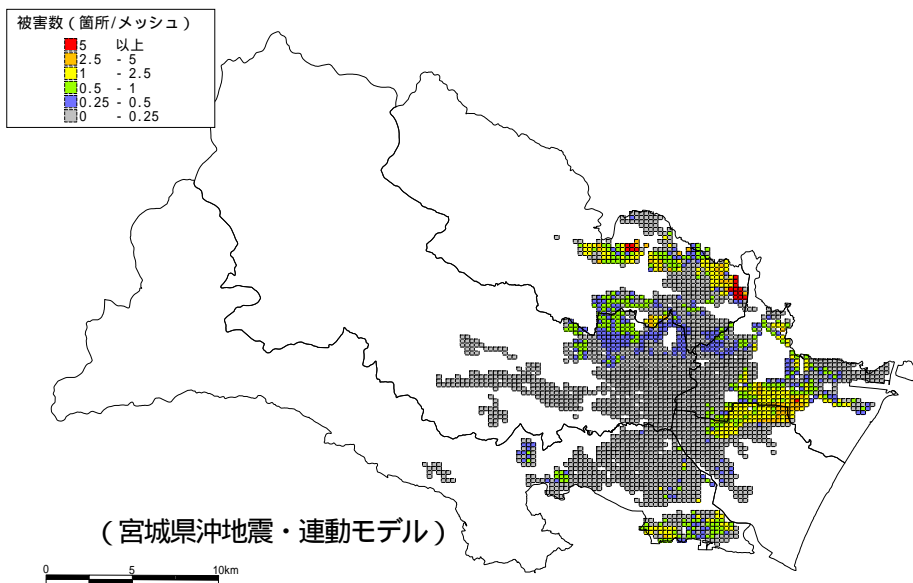 被害数(箇所/メッシュ)
5 以上
2.5 - 5
1 - 2.5
0.5 - 1
0.25 - 0.5
0 - 0.25
(宮城県沖地震・連動モデル)
0 5 10km